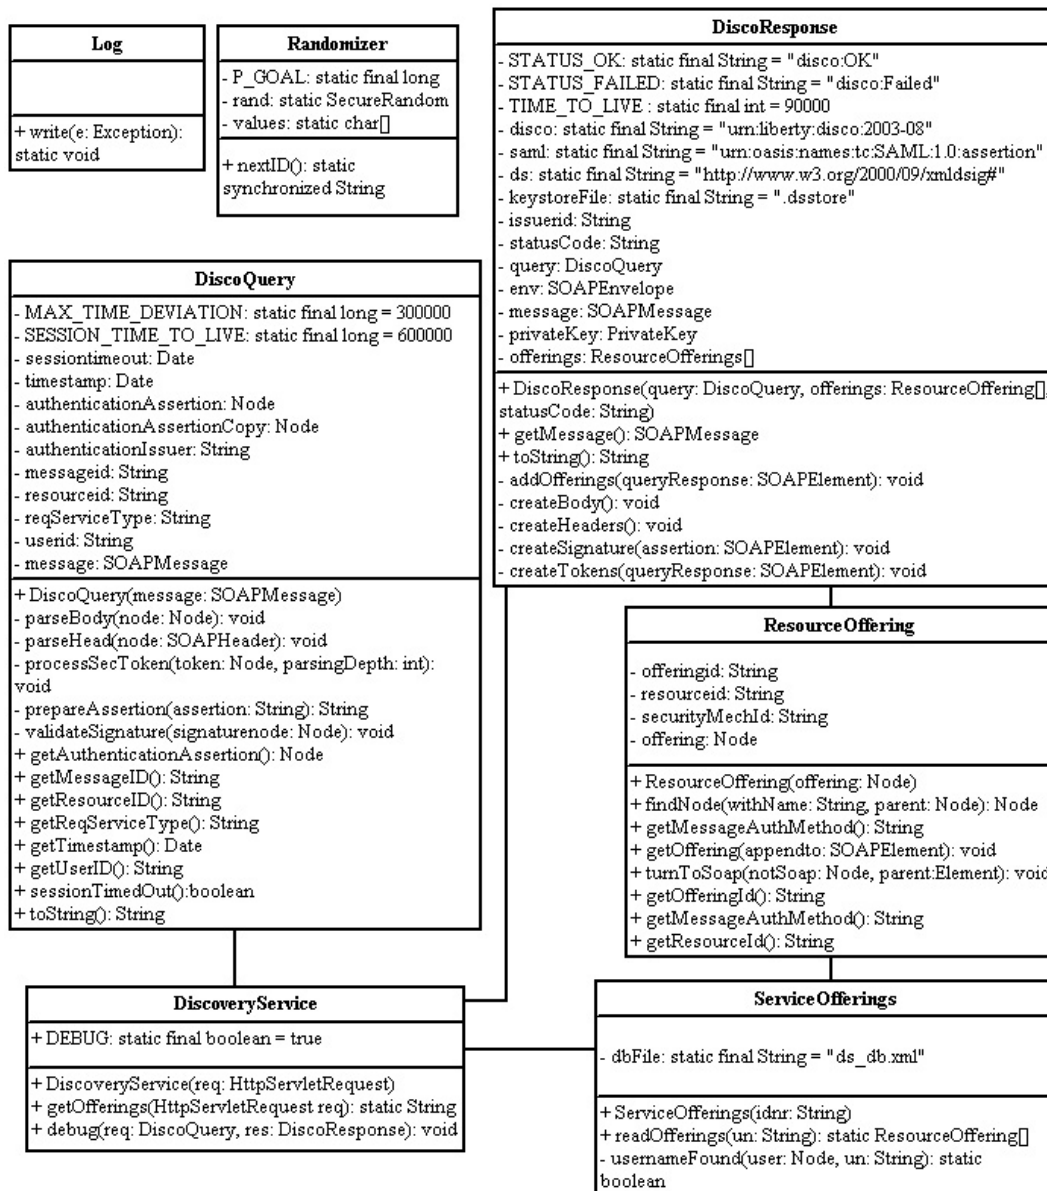 Log
+ write(e: Exception):
static void
Randomizer
- P_GOAL: static final long
- rand: static SecureRandom
- values: static char[]
+ nextID(): static
synchronized String
DiscoResponse
- STATUS_OK: static final String = "disco:OK"
- STATUS_FAILED: static final String = "disco:Failed"
- TIME_TO_LIVE : static final int = 90000
- disco: static final String = "urn:liberty:disco:2003-08"
- saml: static final String = "urn:oasis:names:tc:SAML:1.0:assertion"
- ds: static final String = "http://www.w3.org/2000/09/xmldsig#"
- keystoreFile: static final String = ".dsstore"
- issuerid: String
- statusCode: String
- query: DiscoQuery
- env: SOAPEnvelope
- message: SOAPMessage
- privateKey: PrivateKey
- offerings: ResourceOfferings[]
+ DiscoResponse(query: DiscoQuery, offerings: ResourceOffering[],
statusCode: String)
+ getMessage(): SOAPMessage
+ toString(): String
- addOfferings(queryResponse: SOAPElement): void
- createBody(): void
- createHeaders(): void
- createSignature(assertion: SOAPElement): void
- createTokens(queryResponse: SOAPElement): void
DiscoQuery
- MAX_TIME_DEVIATION: static final long = 300000
- SESSION_TIME_TO_LIVE: static final long = 600000
- sessiontimeout: Date
- timestamp: Date
- authenticationAssertion: Node
- authenticationAssertionCopy: Node
- authenticationIssuer: String
- messageid: String
- resourceid: String
- reqServiceType: String
- userid: String
- message: SOAPMessage
+ DiscoQuery(message: SOAPMessage)
- parseBody(node: Node): void
- parseHead(node: SOAPHeader): void
- processSecToken(token: Node, parsingDepth: int):
void
- prepareAssertion(assertion: String): String
- validateSignature(signaturenode: Node): void
+ getAuthenticationAssertion(): Node
+ getMessageID(): String
+ getResourceID(): String
+ getReqServiceType(): String
+ getTimestamp(): Date
+ getUserID(): String
+ sessionTimedOut():boolean
+ toString(): String
ResourceOffering
- offeringid: String
- resourceid: String
- securityMechId: String
- offering: Node
+ ResourceOffering(offering: Node)
+ findNode(withName: String, parent: Node): Node
+ getMessageAuthMethod(): String
+ getOffering(appendto: SOAPElement): void
+ turnToSoap(notSoap: Node, parent:Element): void
+ getOfferingId(): String
+ getMessageAuthMethod(): String
+ getResourceId(): String
DiscoveryService
+ DEBUG: static final boolean = true
+ DiscoveryService(req: HttpServletRequest)
+ getOfferings(HttpServletRequest req): static String
+ debug(req: DiscoQuery, res: DiscoResponse): void
ServiceOfferings
- dbFile: static final String = "ds_db.xml"
+ ServiceOfferings(idnr: String)
+ readOfferings(un: String): static ResourceOffering[]
- usernameFound(user: Node, un: String): static
boolean